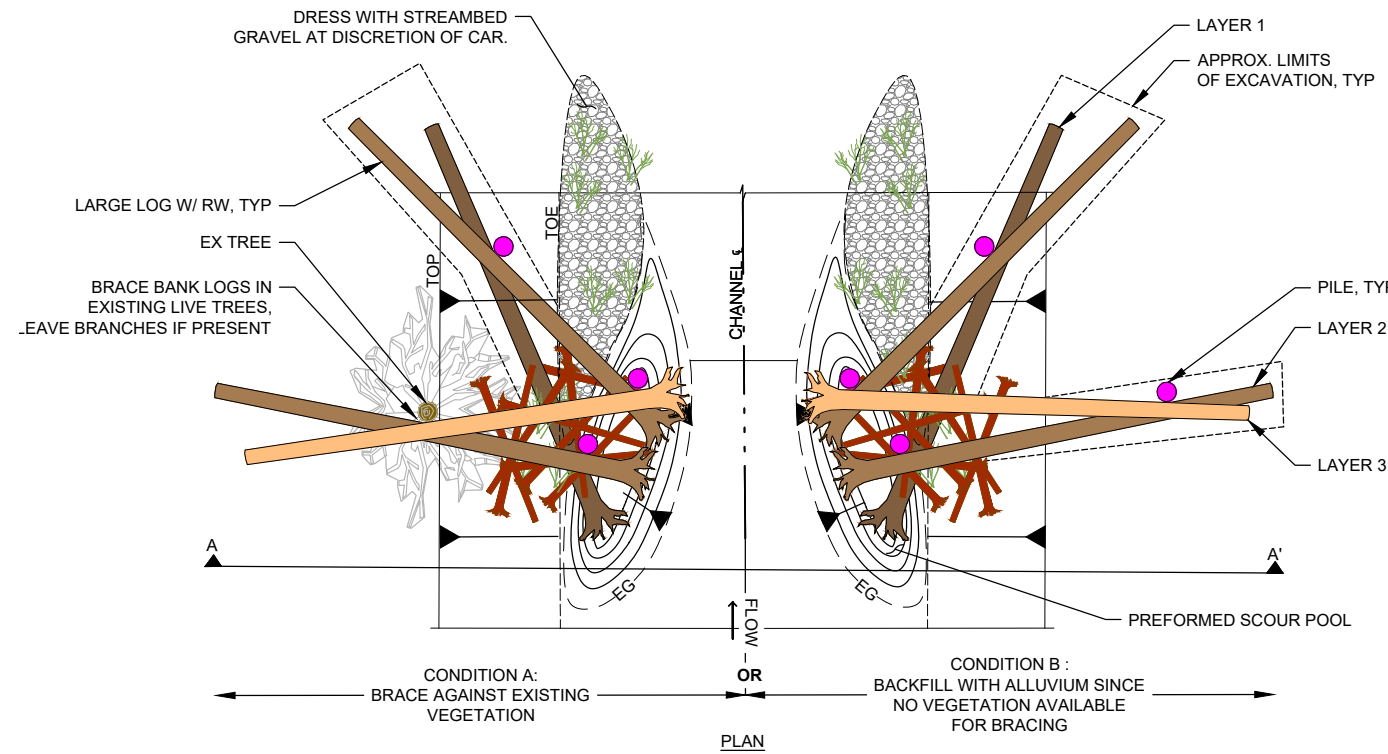 DRESS WITH STREAMBED
GRAVEL AT DISCRETION OF CAR.
LAYER 1
APPROX. LIMITS
OF EXCAVATION, TYP
LARGE LOG W/ RW, TYP
EX TREE
BRACE BANK LOGS IN
EXISTING LIVE TREES,
LEAVE BRANCHES IF PRESENT
TOP
TOE
CHANNEL ℄
PILE, TYP
LAYER 2
LAYER 3
A
A'
EG
EG
FLOW
PREFORMED SCOUR POOL
CONDITION A:
BRACE AGAINST EXISTING
VEGETATION
OR
CONDITION B :
BACKFILL WITH ALLUVIUM SINCE
NO VEGETATION AVAILABLE
FOR BRACING
PLAN